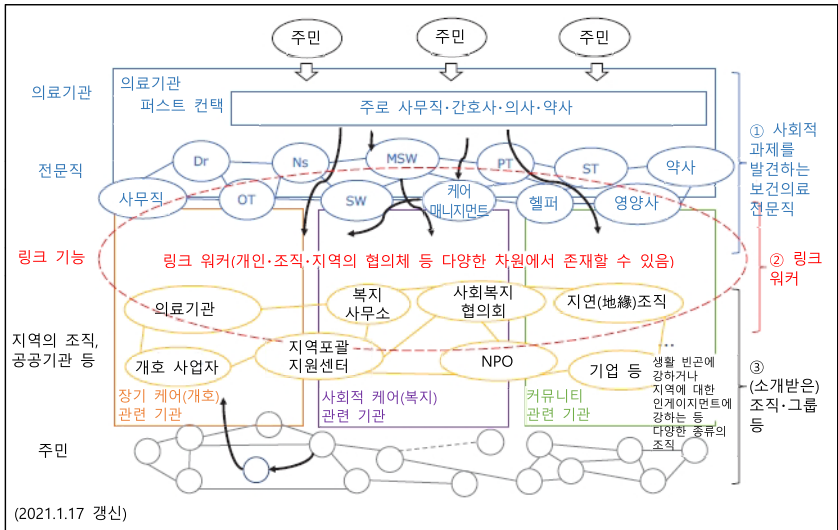 주민
주민
주민
의료기관
의료기관
퍼스트 컨택
주로 사무직·간호사·의사·약사
① 사회적
과제를
발견하는
보건의료
전문직
전문직
Dr
Ns
MSW
PT
ST
약사
사무직
OT
SW
케어
매니지먼트
헬퍼
영양사
링크 기능
링크 워커(개인·조직·지역의 협의체 등 다양한 차원에서 존재할 수 있음)
② 링크
워커
지역의 조직,
공공기관 등
의료기관
복지
사무소
사회복지
협의회
지연(地緣)조직
개호 사업자
지역포괄
지원센터
NPO
기업 등
...
생활 빈곤에
강하거나
지역에 대한
인게이지먼트에
강하는 등
다양한 종류의
조직
③
(소개받은)
조직·그룹
등
장기 케어(개호)
관련 기관
사회적 케어(복지)
관련 기관
커뮤니티
관련 기관
주민
(2021.1.17 갱신)